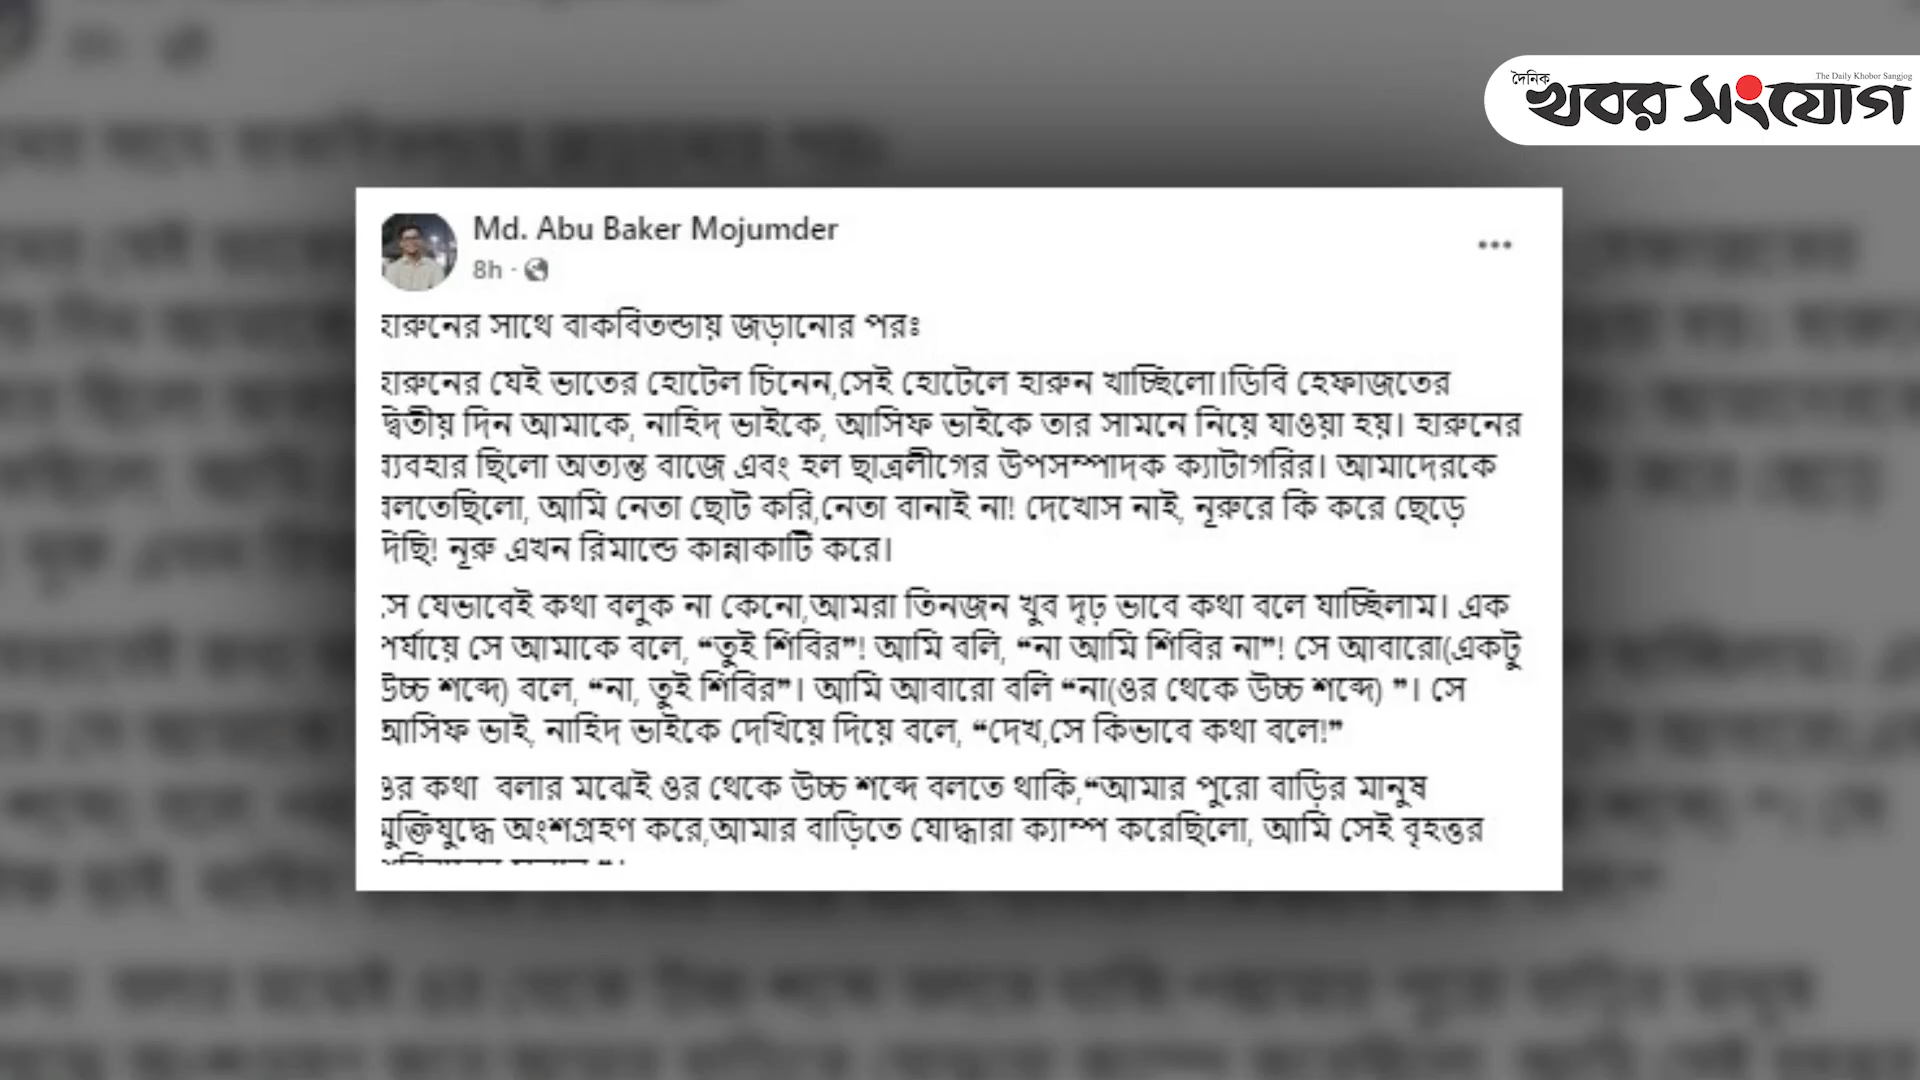 দৈনিক
The Daily Khobor Sangjog
খবর সংযোগ
Md. Abu Baker Mojumder
8h
হারুনের সাথে বাকবিতন্ডায় জড়ানোর পরঃ
হারুনের যেই ভাতের হোটেল চিনেন,সেই হোটেলে হারুন খাচ্ছিলো।ডিবি হেফাজতের
দ্বিতীয় দিন আমাকে, নাহিদ ভাইকে, আসিফ ভাইকে তার সামনে নিয়ে যাওয়া হয়। হারুনের
ব্যবহার ছিলো অত্যন্ত বাজে এবং হল ছাত্রলীগের উপসম্পাদক ক্যাটাগরির। আমাদেরকে
বলতেছিলো, আমি নেতা ছোট করি,নেতা বানাই না! দেখোস নাই, নূরুরে কি করে ছেড়ে
দিছি! নূরু এখন রিমান্ডে কান্নাকাটি করে।
সে যেভাবেই কথা বলুক না কেনো,আমরা তিনজন খুব দৃঢ় ভাবে কথা বলে যাচ্ছিলাম। এক
পর্যায়ে সে আমাকে বলে, “তুই শিবির”! আমি বলি, “না আমি শিবির না”! সে আবারো(একটু
উচ্চ শব্দে) বলে, “না, তুই শিবির”। আমি আবারো বলি “না(ওর থেকে উচ্চ শব্দে) ”। সে
আসিফ ভাই, নাহিদ ভাইকে দেখিয়ে দিয়ে বলে, “দেখ,সে কিভাবে কথা বলে!”
ওর কথা বলার মঝেই ওর থেকে উচ্চ শব্দে বলতে থাকি,“আমার পুরো বাড়ির মানুষ
মুক্তিযুদ্ধে অংশগ্রহণ করে,আমার বাড়িতে যোদ্ধারা ক্যাম্প করেছিলো, আমি সেই বৃহত্তর